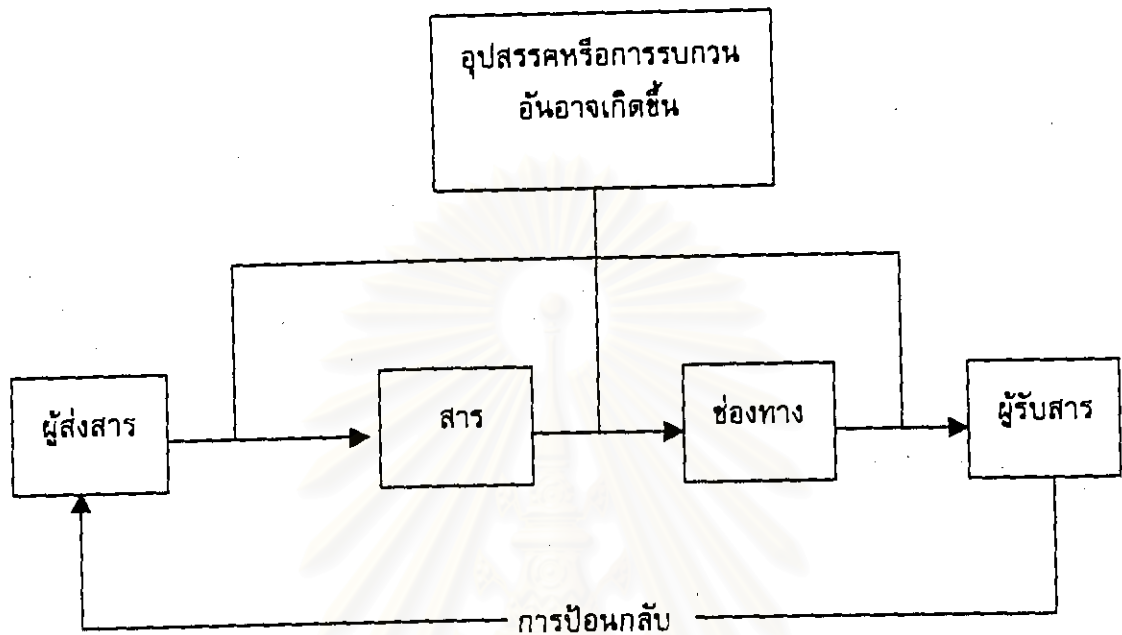 อุปสรรคหรือการรบกวน
อันอาจเกิดขึ้น
ผู้ส่งสาร
สาร
ช่องทาง
ผู้รับสาร
การป้อนกลับ